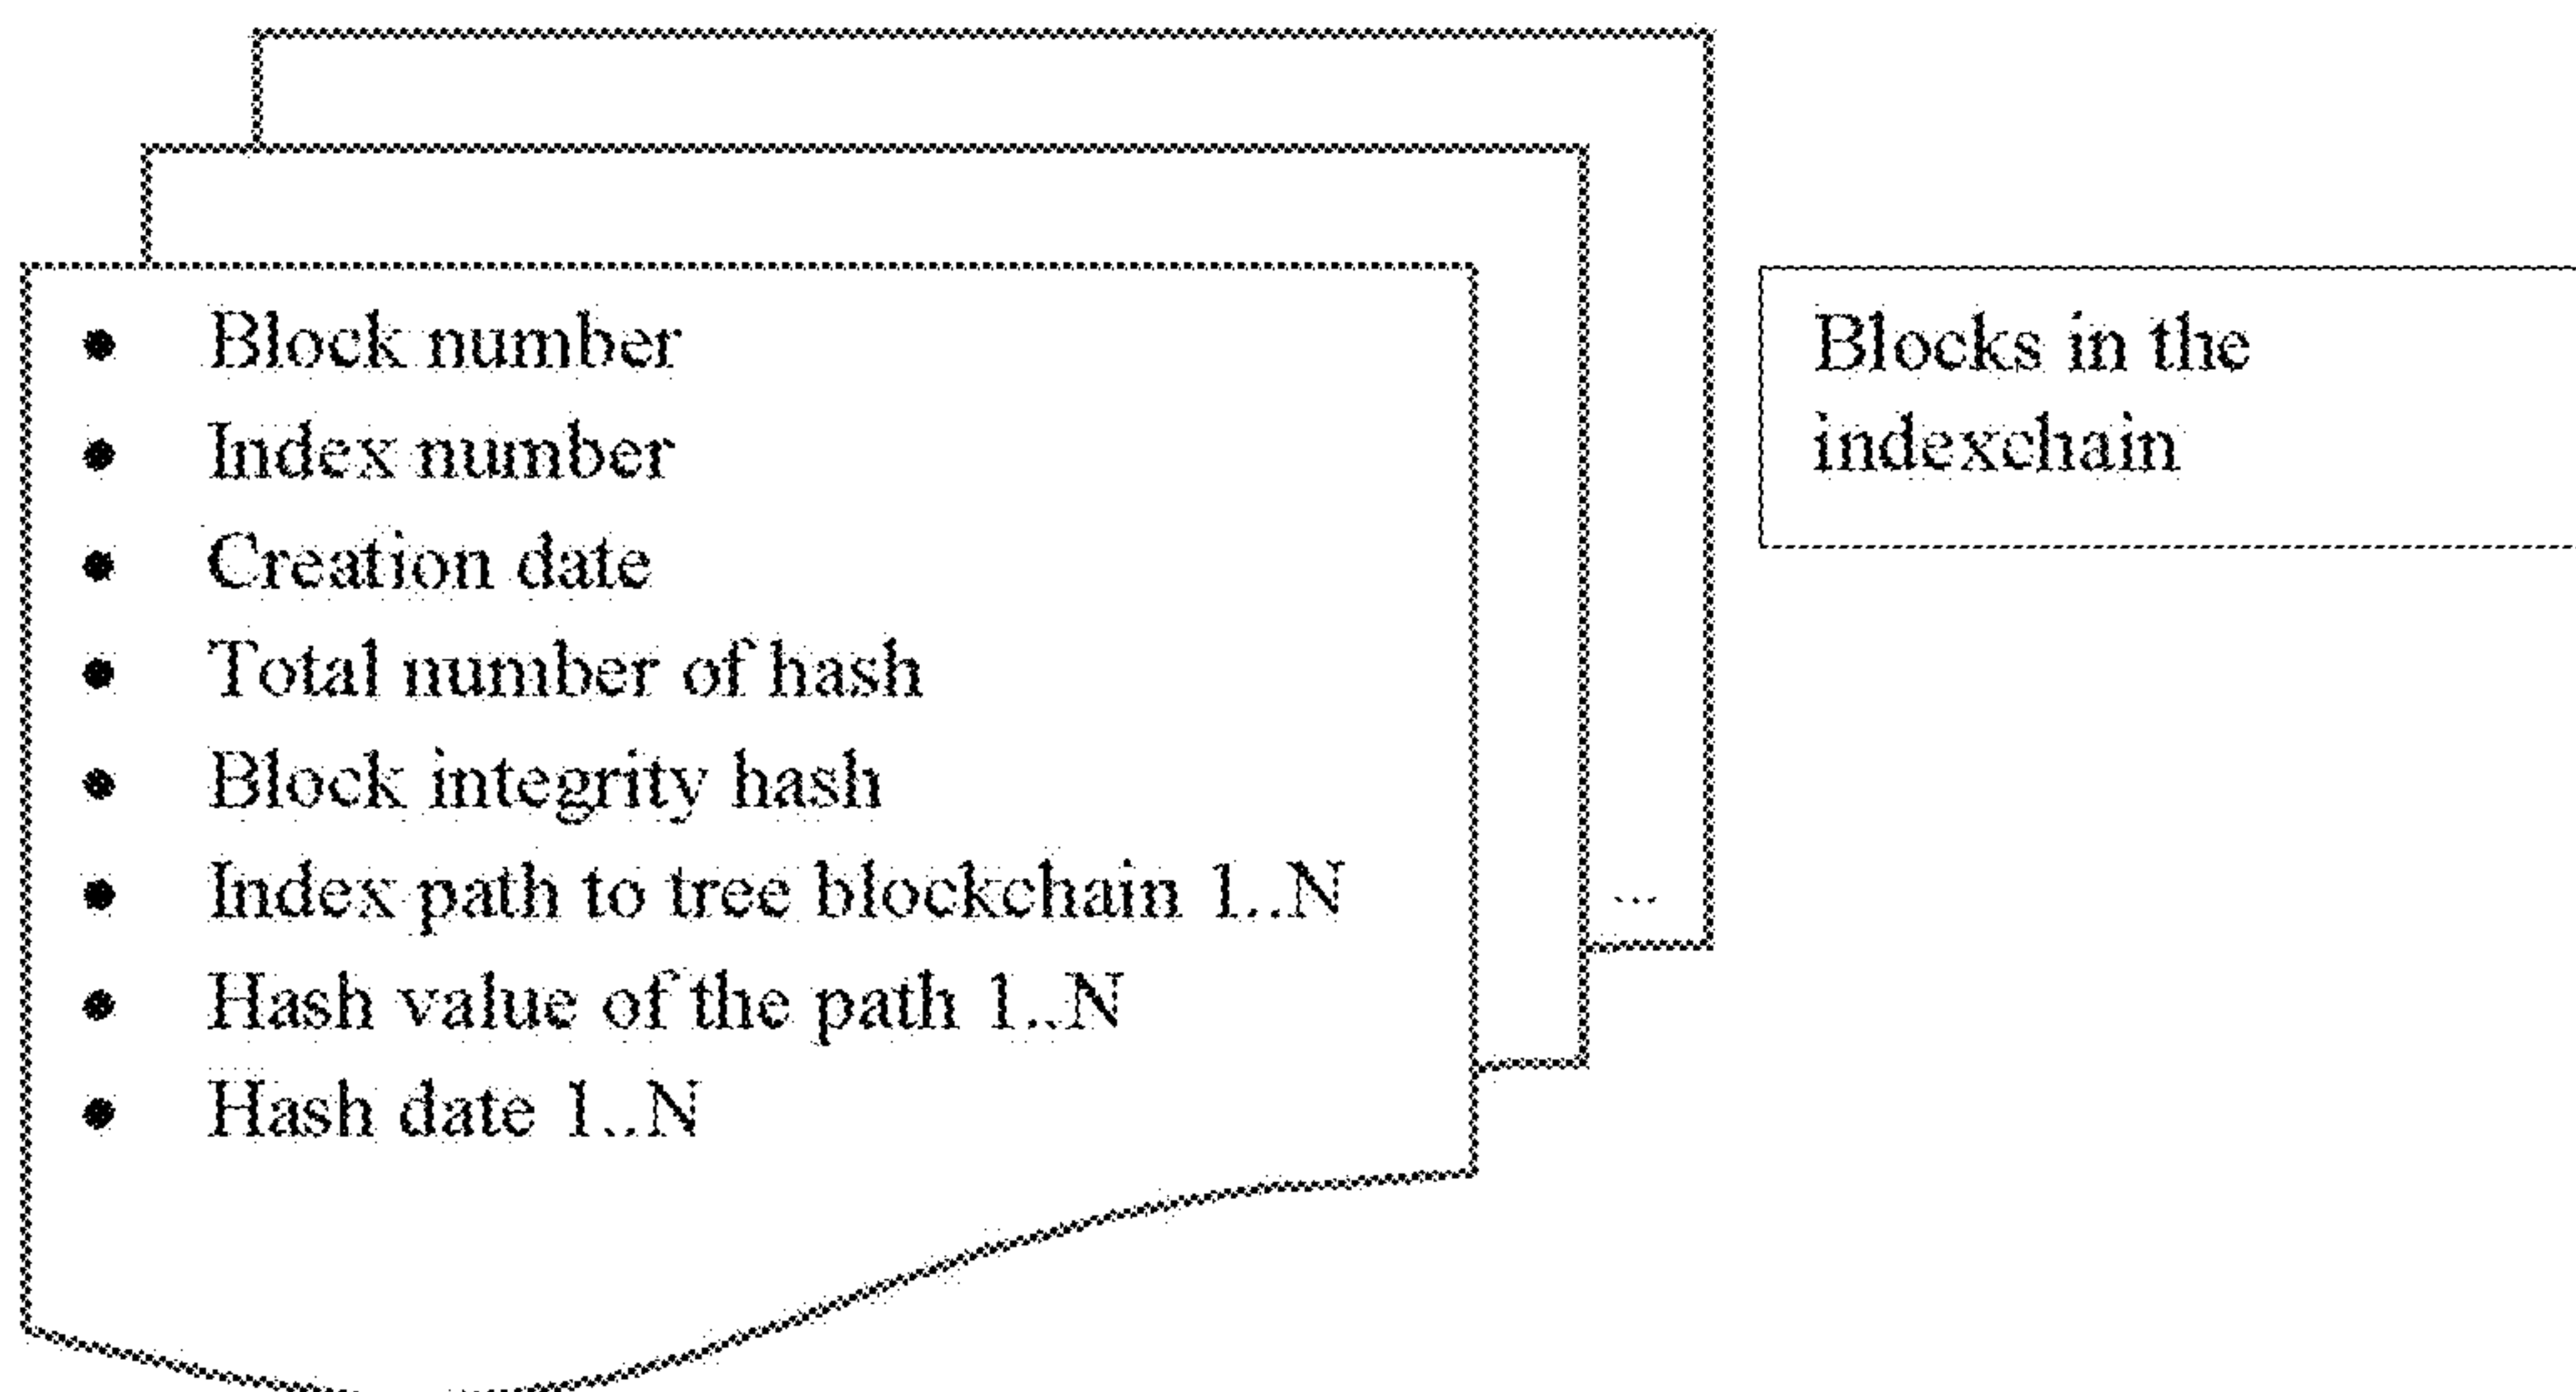 • Block number
• Index number
• Creation date
• Total number of hash
• Block integrity hash
• Index path to tree blockchain 1..N
• Hash value of the path 1..N
• Hash date 1..N
...
Blocks in the
indexchain